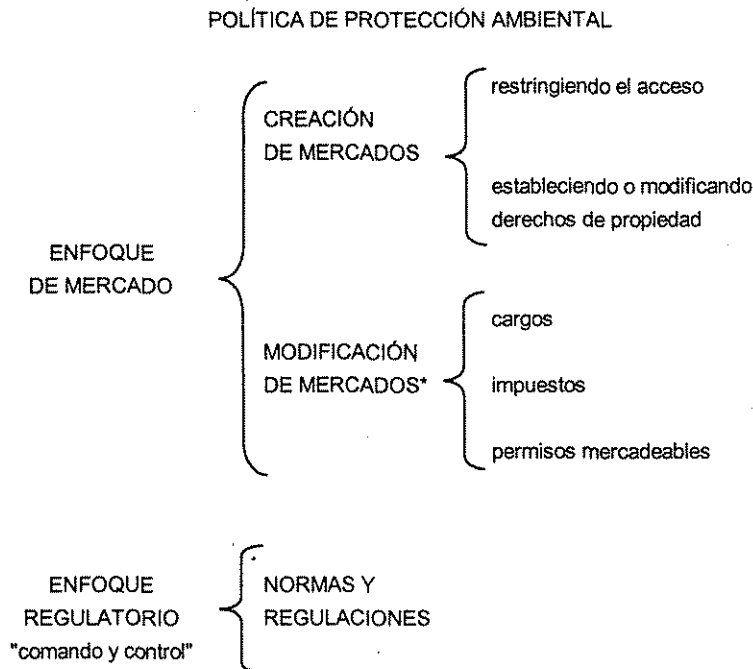 POLÍTICA DE PROTECCIÓN AMBIENTAL
ENFOQUE
DE MERCADO
CREACIÓN
DE MERCADOS
restringiendo el acceso
estableciendo o modificando
derechos de propiedad
MODIFICACIÓN
DE MERCADOS*
cargos
impuestos
permisos mercadeables
ENFOQUE
REGULATORIO
"comando y control"
NORMAS Y
REGULACIONES